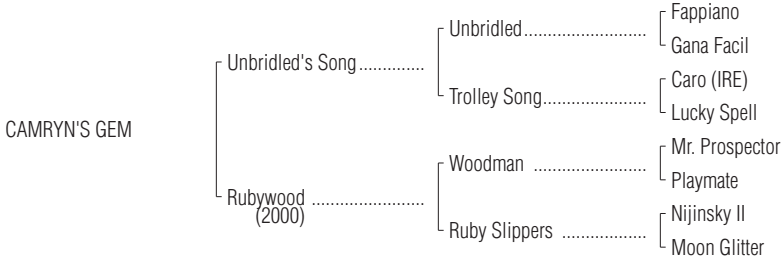 Fappiano
Unbridled..........................
Gana Facil
Unbridled's Song..............
Caro (IRE)
Trolley Song......................
Lucky Spell
CAMRYN'S GEM
Mr. Prospector
Woodman ........................
Playmate
Rubywood ........................
(2000)
Nijinsky II
Ruby Slippers ..................
Moon Glitter